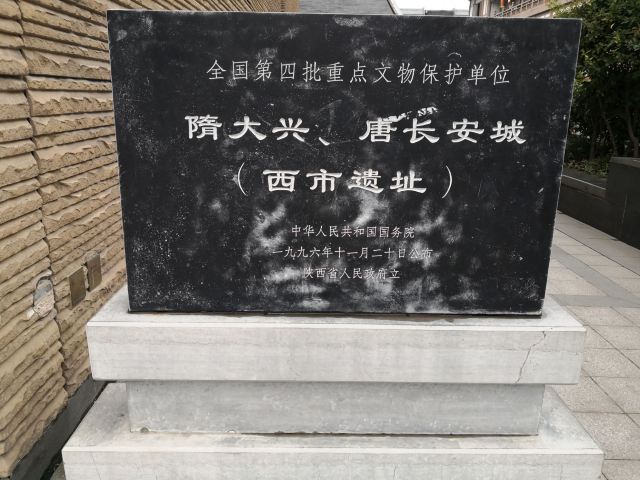 全国第四批重点文物保护单位
隋大兴、唐长安城
（西市遗址）
中华人民共和国国务院
一九九六年十一月二十日公布
陕西省人民政府立